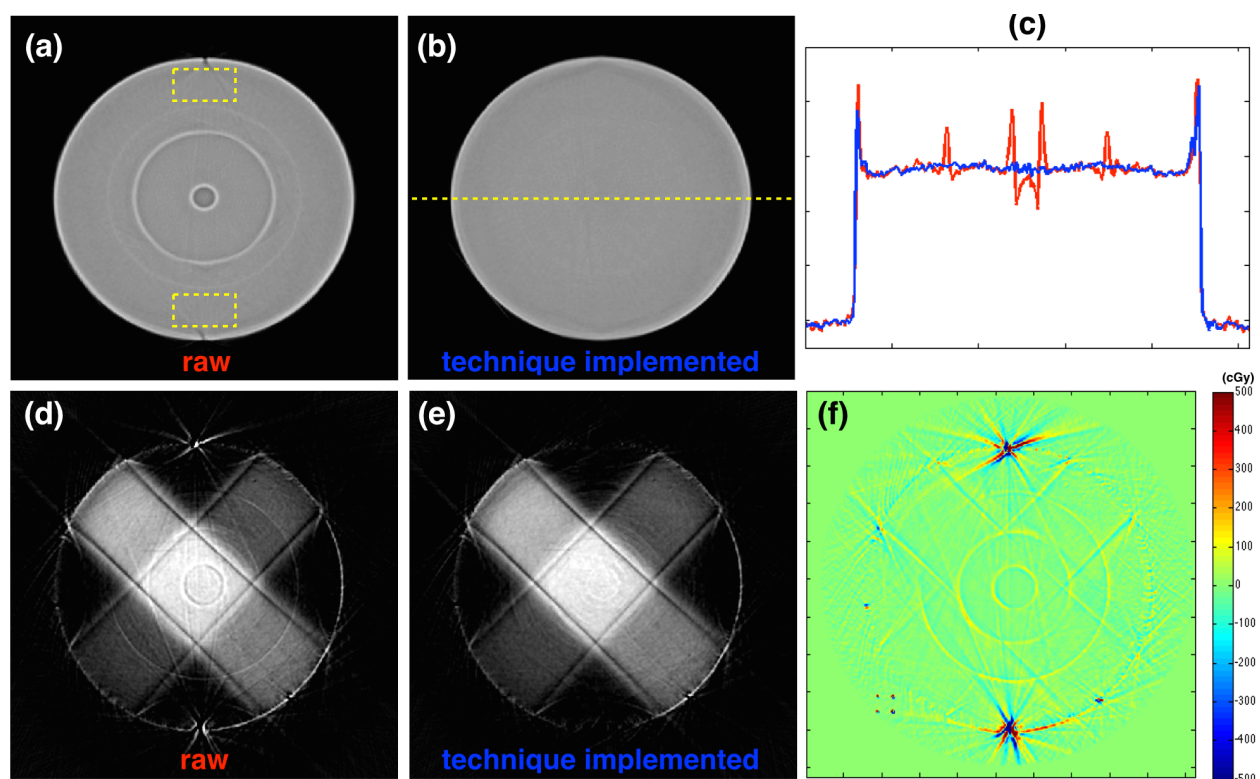 (a)
raw
(b)
technique implemented
(c)
(d)
raw
(e)
technique implemented
(f)
(cGy)
500
400
300
200
100
0
-100
-200
-300
-400
-500